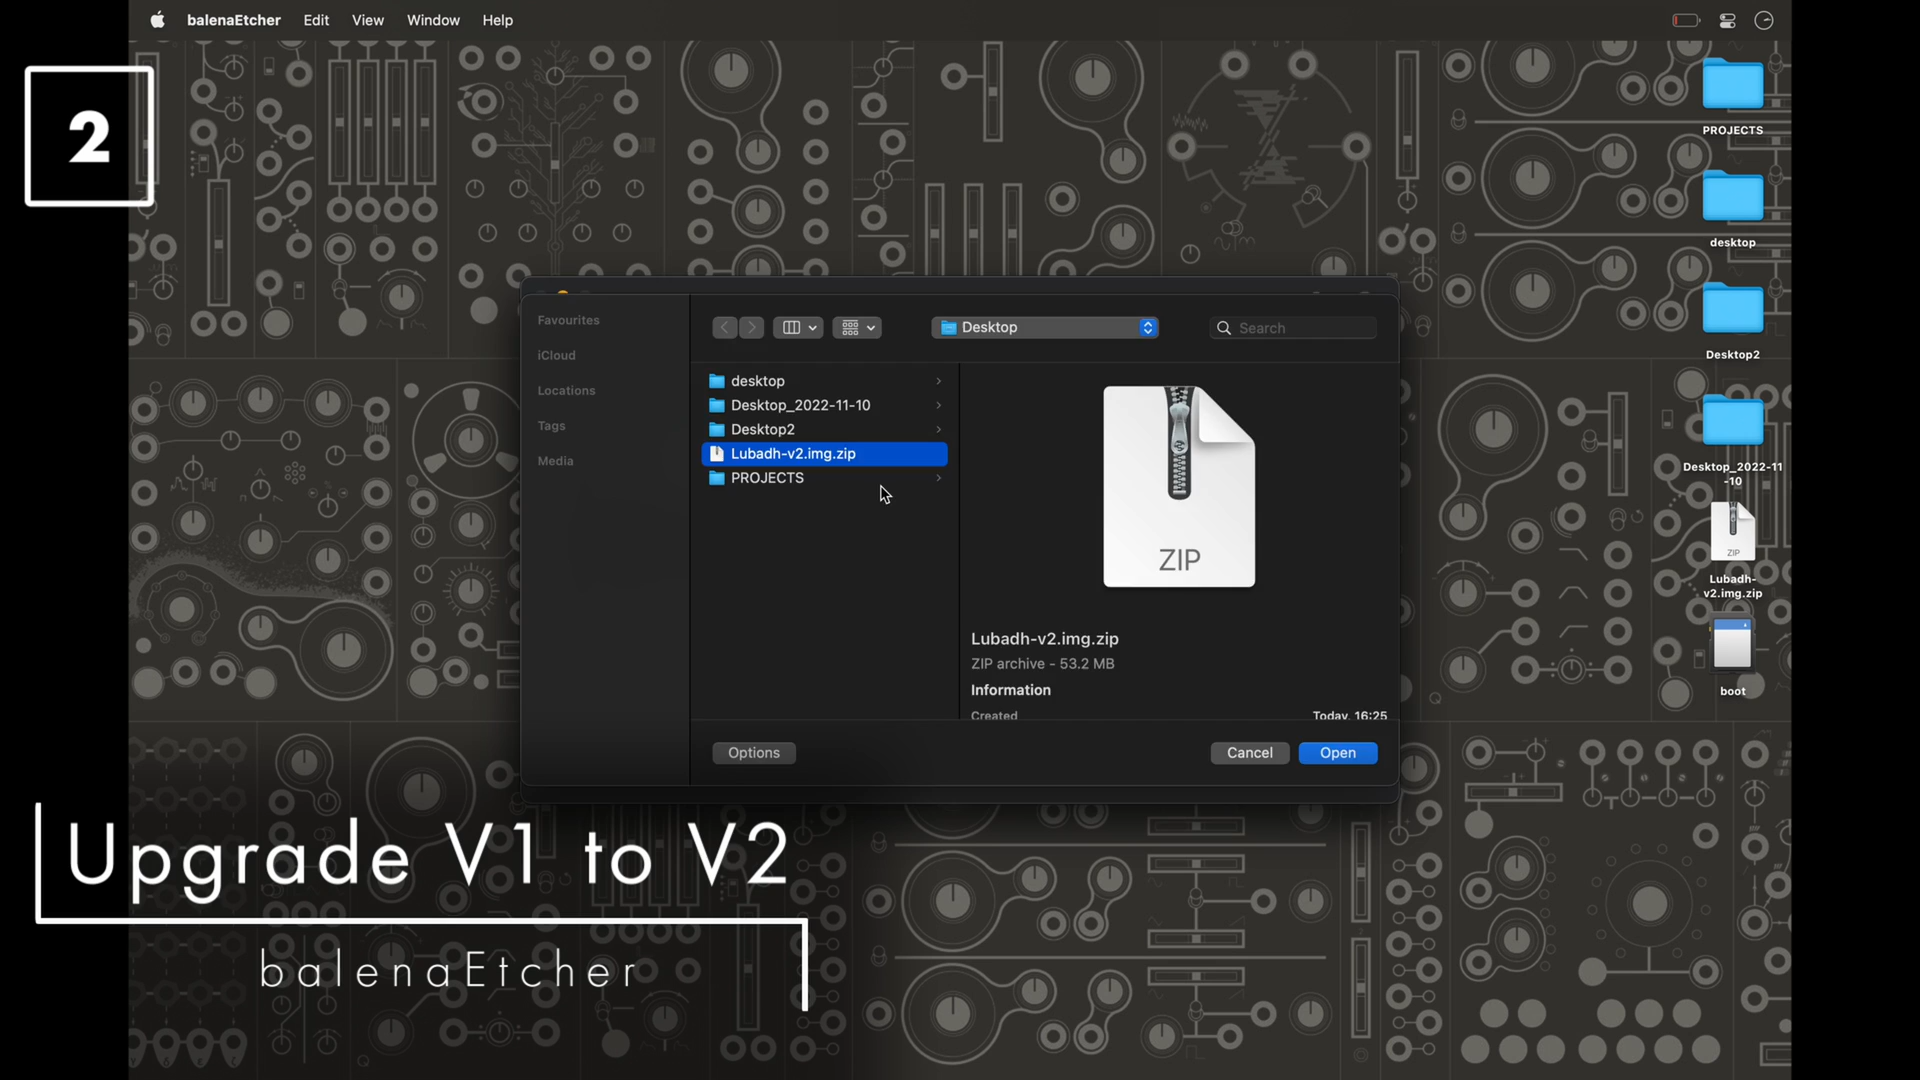 balenaEtcher Edit View Window Help
2
PROJECTS
desktop
Desktop2
Desktop_2022-11
-10
ZIP
Lubadh-
v2.img.zip
boot
Favourites
iCloud
Locations
Tags
Media
Desktop
Search
desktop
Desktop_2022-11-10
Desktop2
Lubadh-v2.img.zip
PROJECTS
ZIP
Lubadh-v2.img.zip
ZIP archive - 53.2 MB
Information
Created Today, 16:25
Options
Cancel
Open
Upgrade V1 to V2
balenaEtcher